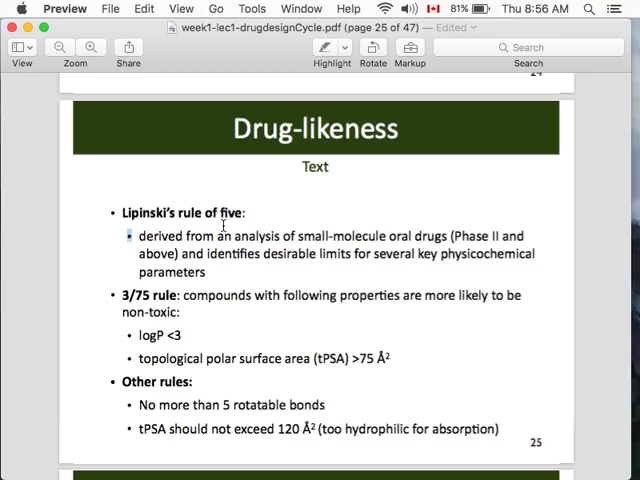 Preview File Edit View Go Tools Window Help 81% Thu 8:56 AM
week1-lec1-drugdesignCycle.pdf (page 25 of 47) — Edited
Search
View Zoom Share Highlight Rotate Markup Search
24
Drug-likeness
Text
• Lipinski's rule of five:
• derived from an analysis of small-molecule oral drugs (Phase II and
above) and identifies desirable limits for several key physicochemical
parameters
• 3/75 rule: compounds with following properties are more likely to be
non-toxic:
• logP <3
• topological polar surface area (tPSA) >75 Å²
• Other rules:
• No more than 5 rotatable bonds
• tPSA should not exceed 120 Å² (too hydrophilic for absorption)
25